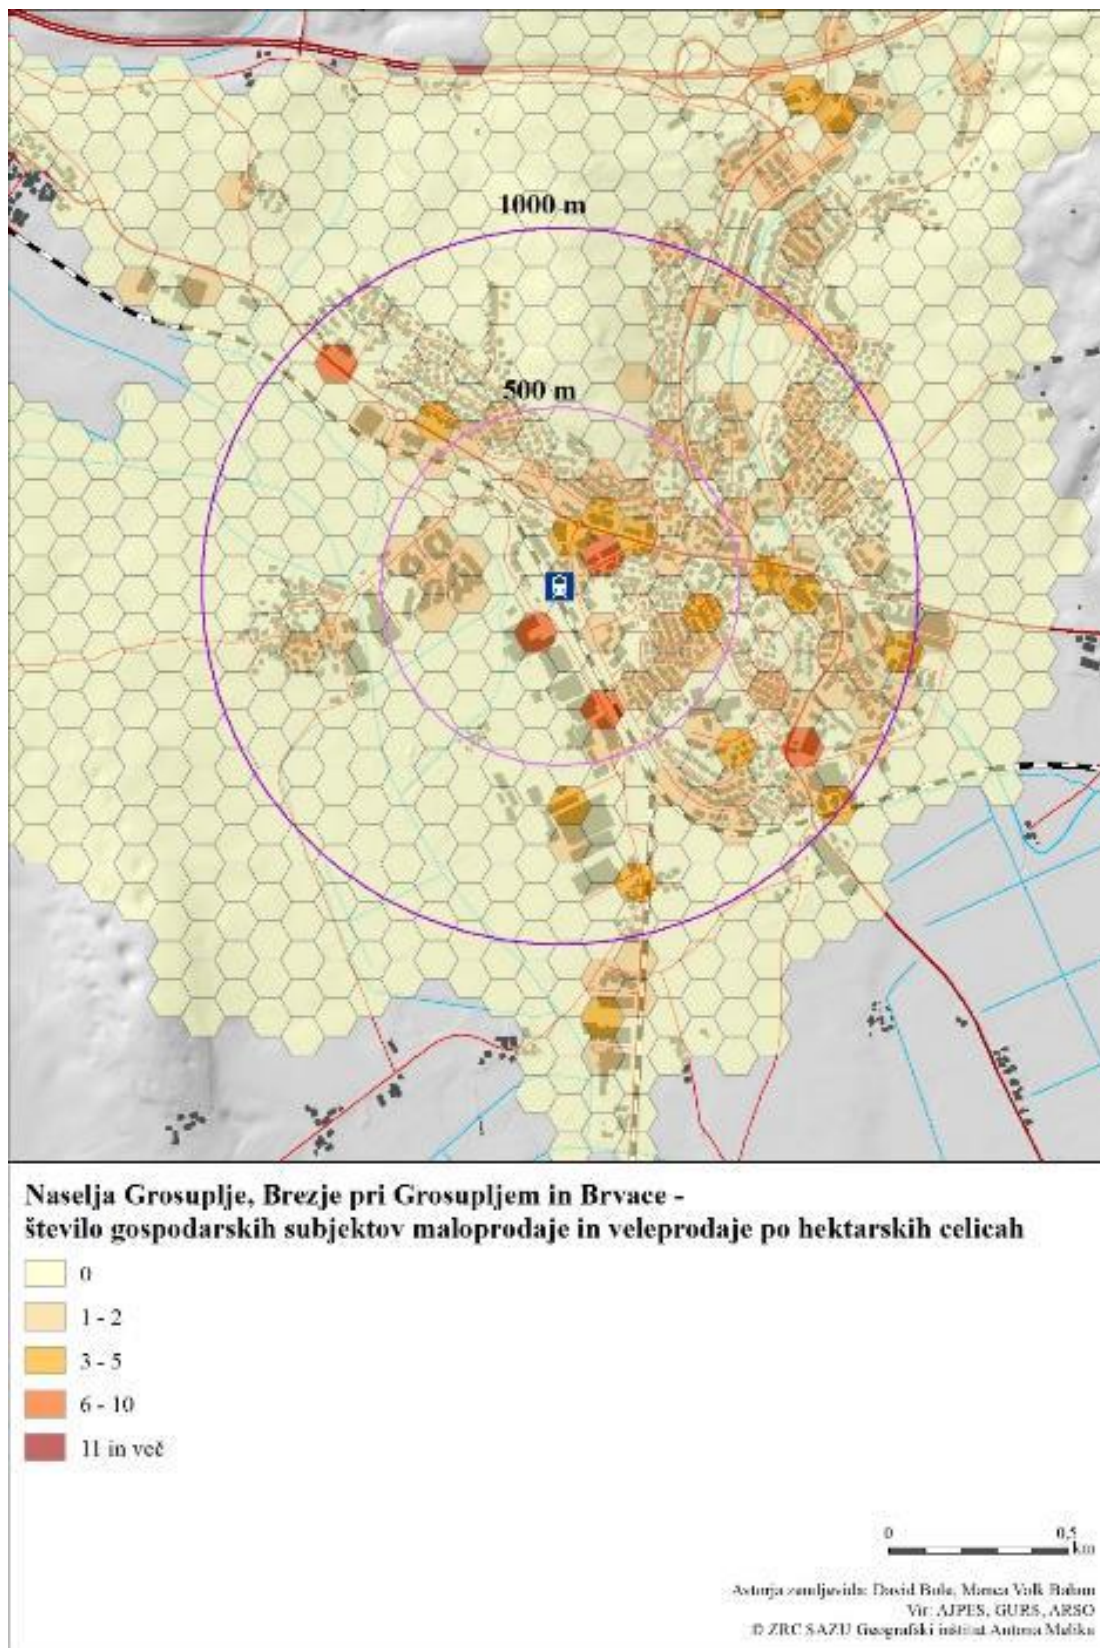 1000 m
500 m
Naselja Grosuplje, Brezje pri Grosupljem in Brvace -
število gospodarskih subjektov maloprodaje in veleprodaje po hektarskih celicah
0
1 - 2
3 - 5
6 - 10
11 in več
0 0,5
km
Avtorja zemljevida: David Bole, Manca Volk Bahun
Vir: AJPES, GURS, ARSO
© ZRC SAZU Geografski inštitut Antona Melika